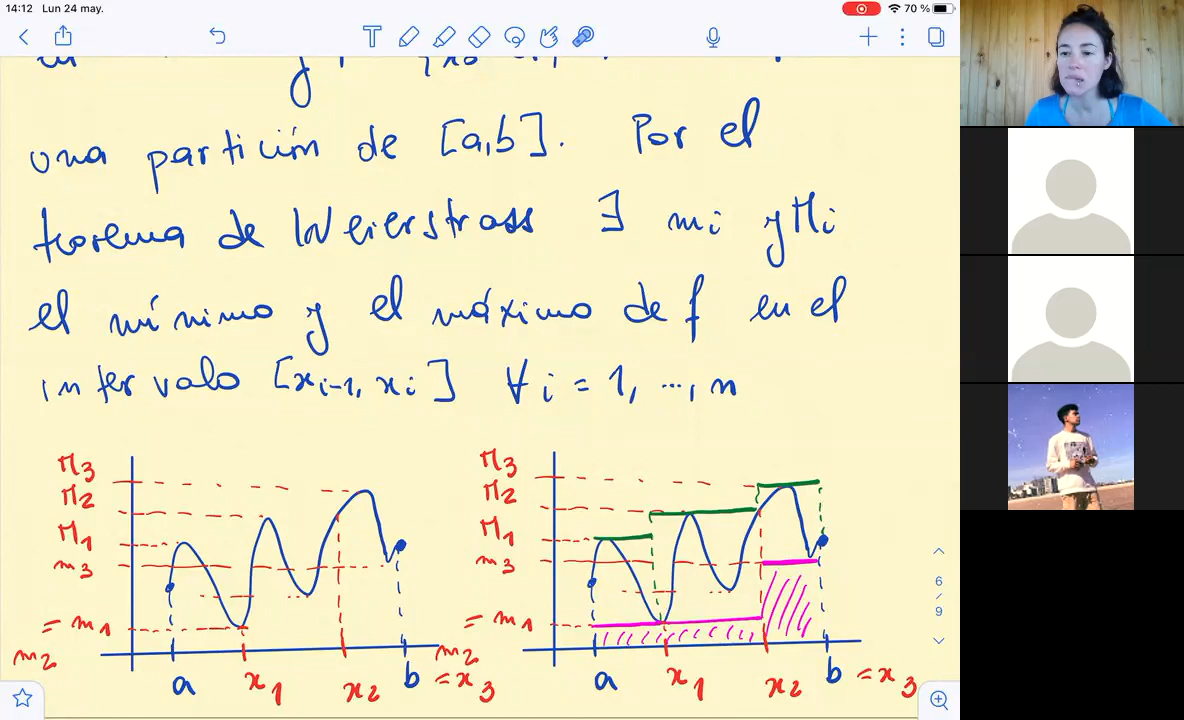 14:12 Lun 24 may.
70 %
una partición de [a,b]. Por el
teorema de Weierstrass ∃ mi y Mi
el mínimo y el máximo de f en el
intervalo [xi-1, xi] ∀i = 1, ..., n
M3
M2
M1
m3
= m1
m2
a x1 x2 b = x3
M3
M2
M1
m3
= m1
m2
a x1 x2 b = x3
6 / 9